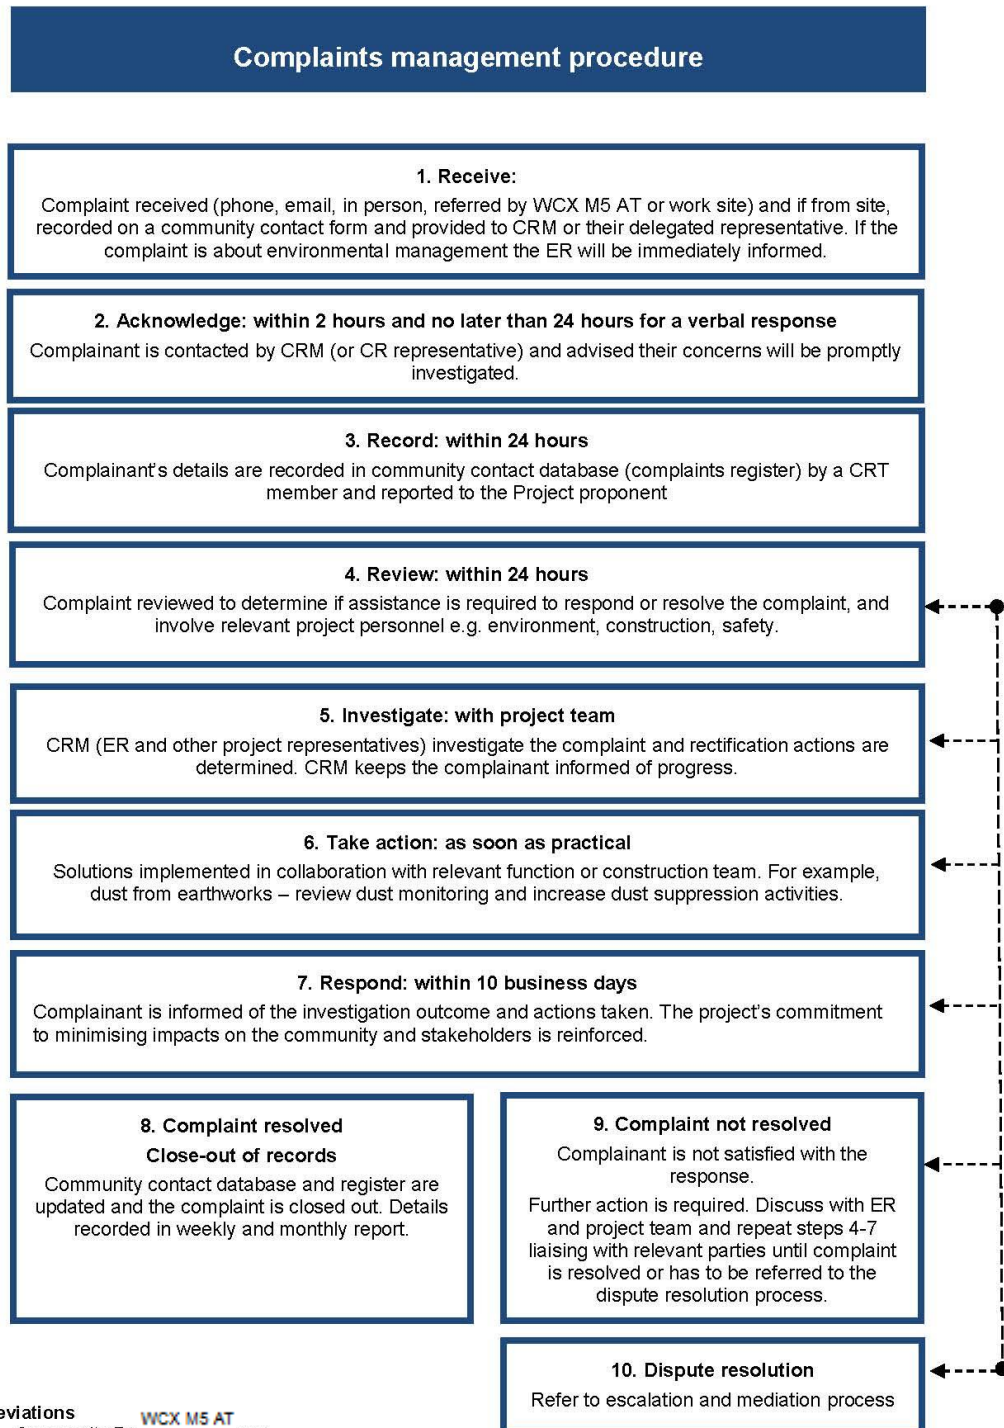 Complaints management procedure
1. Receive:
Complaint received (phone, email, in person, referred by WCX M5 AT or work site) and if from site,
recorded on a community contact form and provided to CRM or their delegated representative. If the
complaint is about environmental management the ER will be immediately informed.
2. Acknowledge: within 2 hours and no later than 24 hours for a verbal response
Complainant is contacted by CRM (or CR representative) and advised their concerns will be promptly
investigated.
3. Record: within 24 hours
Complainant's details are recorded in community contact database (complaints register) by a CRT
member and reported to the Project proponent
4. Review: within 24 hours
Complaint reviewed to determine if assistance is required to respond or resolve the complaint, and
involve relevant project personnel e.g. environment, construction, safety.
5. Investigate: with project team
CRM (ER and other project representatives) investigate the complaint and rectification actions are
determined. CRM keeps the complainant informed of progress.
6. Take action: as soon as practical
Solutions implemented in collaboration with relevant function or construction team. For example,
dust from earthworks – review dust monitoring and increase dust suppression activities.
7. Respond: within 10 business days
Complainant is informed of the investigation outcome and actions taken. The project's commitment
to minimising impacts on the community and stakeholders is reinforced.
8. Complaint resolved
Close-out of records
Community contact database and register are
updated and the complaint is closed out. Details
recorded in weekly and monthly report.
9. Complaint not resolved
Complainant is not satisfied with the
response.
Further action is required. Discuss with ER
and project team and repeat steps 4-7
liaising with relevant parties until complaint
is resolved or has to be referred to the
dispute resolution process.
10. Dispute resolution
Refer to escalation and mediation process
eviations
WCX M5 AT